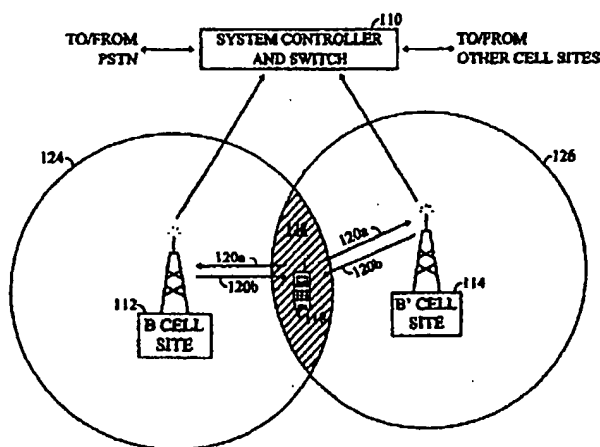 110
TO/FROM
PSTN
SYSTEM CONTROLLER
AND SWITCH
TO/FROM
OTHER CELL SITES
124
126
120a
120b
120a
120b
112
B CELL
SITE
114
B' CELL
SITE